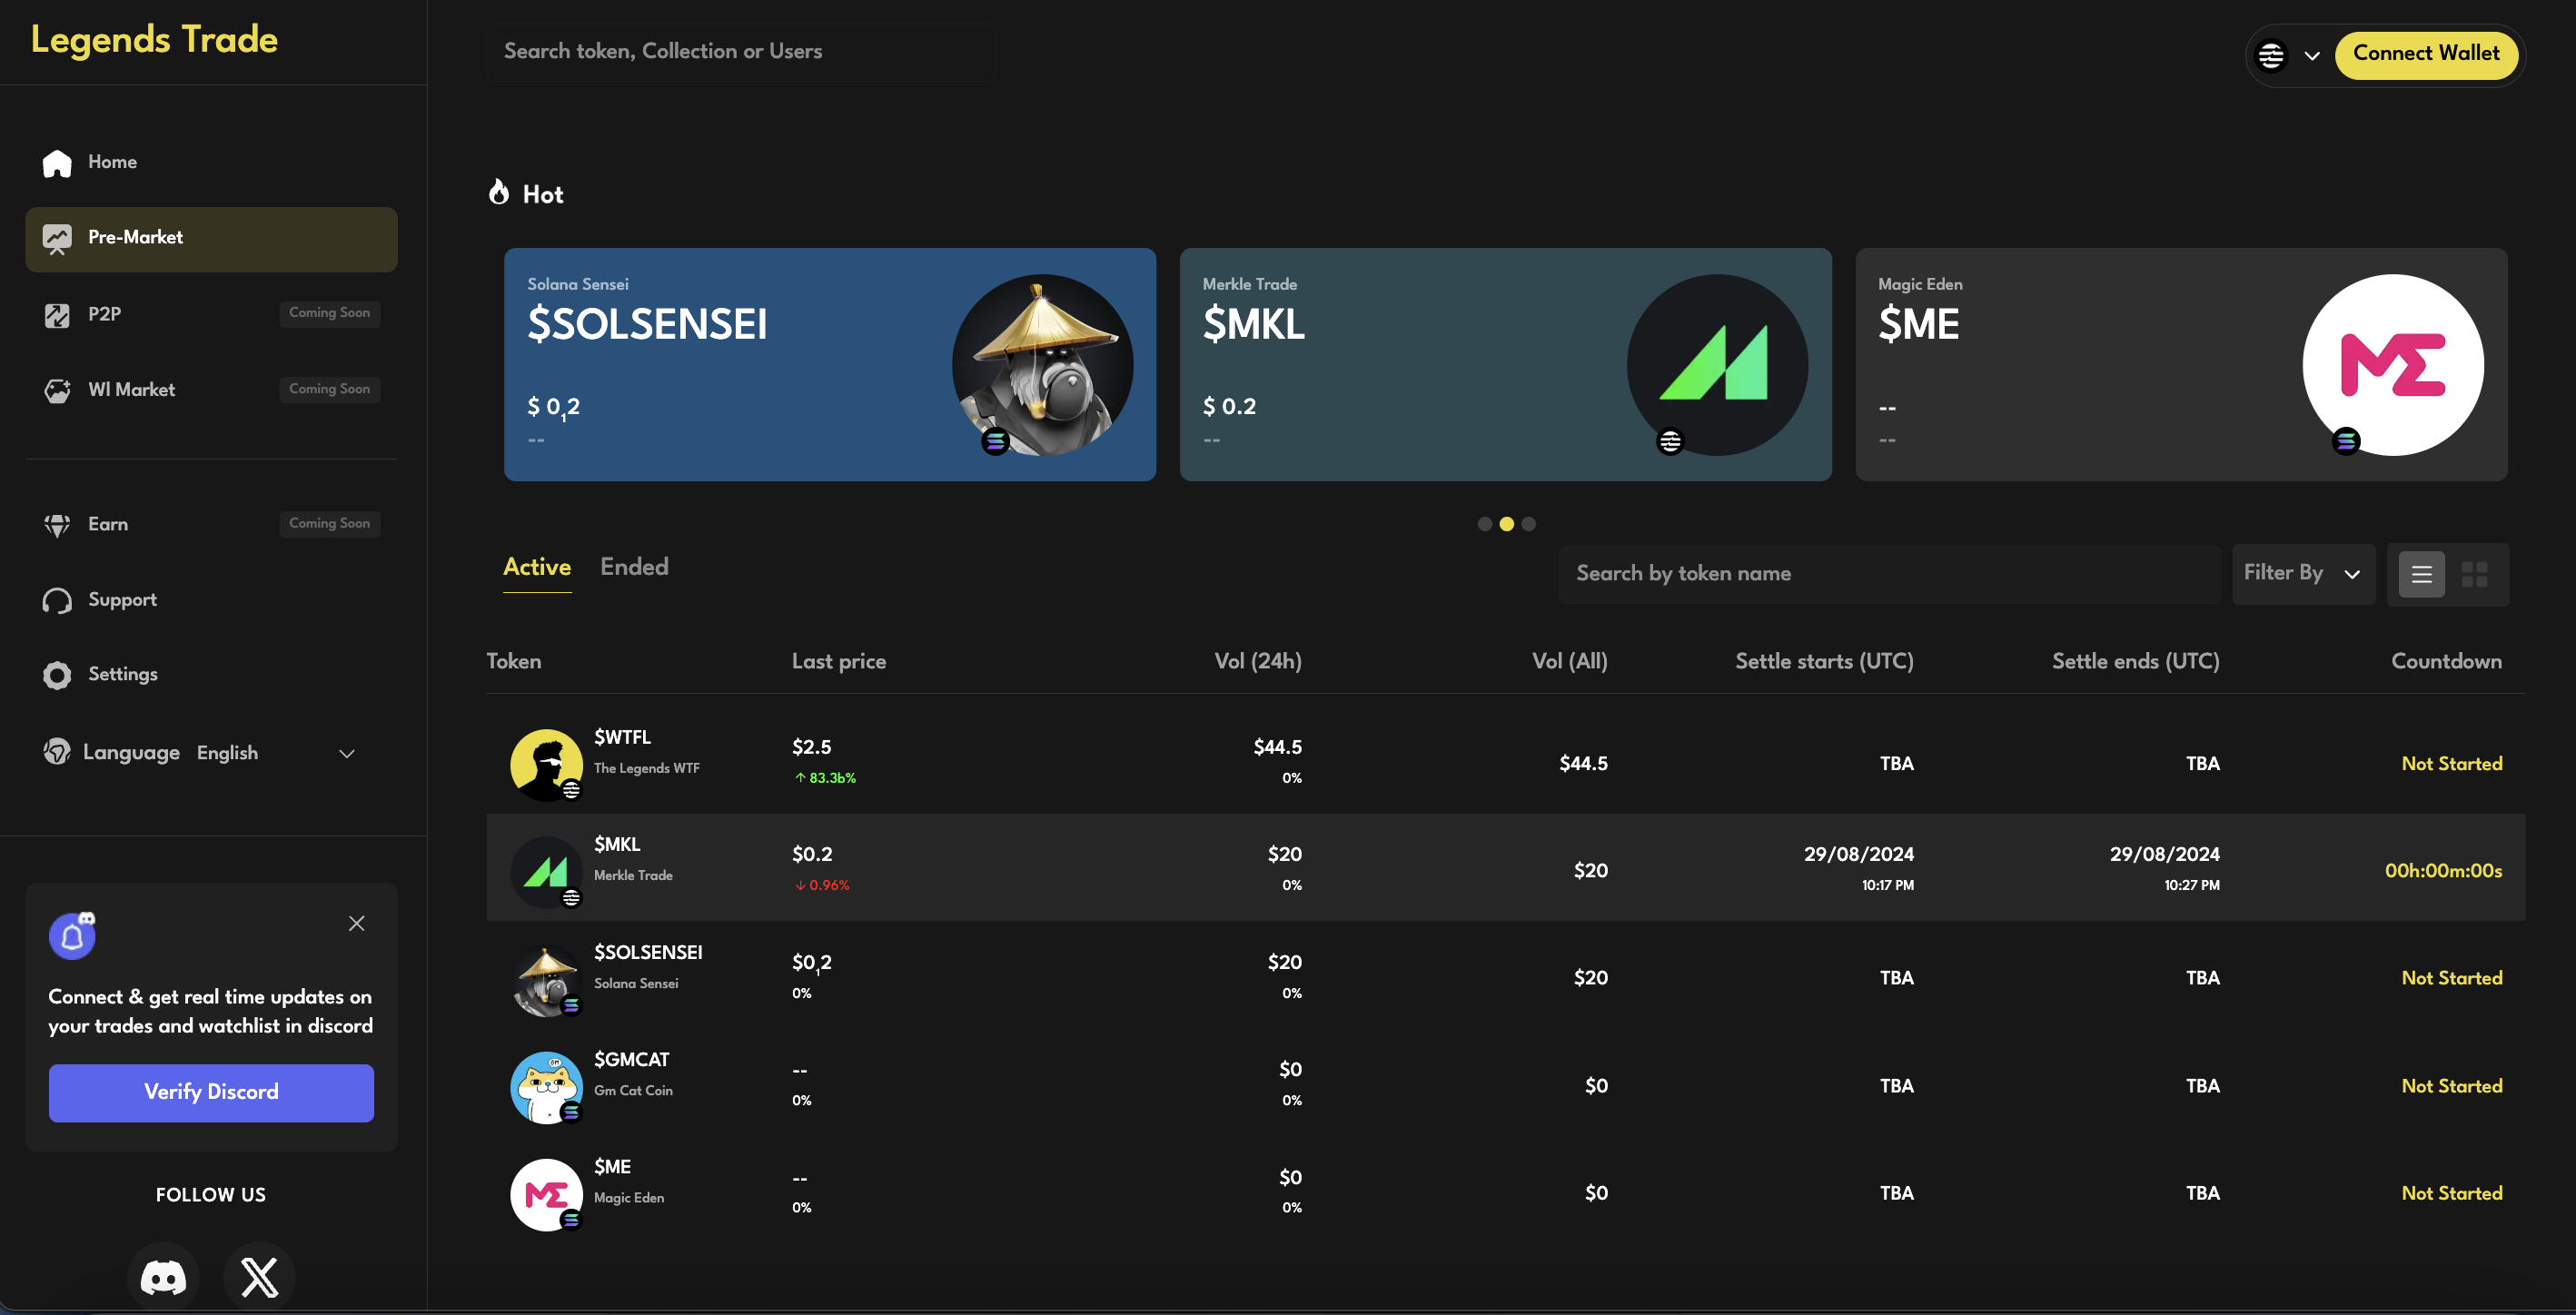 Legends Trade
Search token, Collection or Users
Connect Wallet
Home
Pre-Market
P2P Coming Soon
Wl Market Coming Soon
Earn Coming Soon
Support
Settings
Language English
Connect & get real time updates on
your trades and watchlist in discord
Verify Discord
FOLLOW US
Hot
Solana Sensei
$SOLSENSEI
$ 0₁2
--
Merkle Trade
$MKL
$ 0.2
--
Magic Eden
$ME
--
--
Active Ended
Search by token name
Filter By
Token Last price Vol (24h) Vol (All) Settle starts (UTC) Settle ends (UTC) Countdown
$WTFL
The Legends WTF
$2.5
↑ 83.3b%
$44.5
0%
$44.5
TBA
TBA
Not Started
$MKL
Merkle Trade
$0.2
↓ 0.96%
$20
0%
$20
29/08/2024
10:17 PM
29/08/2024
10:27 PM
00h:00m:00s
$SOLSENSEI
Solana Sensei
$0₁2
0%
$20
0%
$20
TBA
TBA
Not Started
$GMCAT
Gm Cat Coin
--
0%
$0
0%
$0
TBA
TBA
Not Started
GM
$ME
Magic Eden
--
0%
$0
0%
$0
TBA
TBA
Not Started